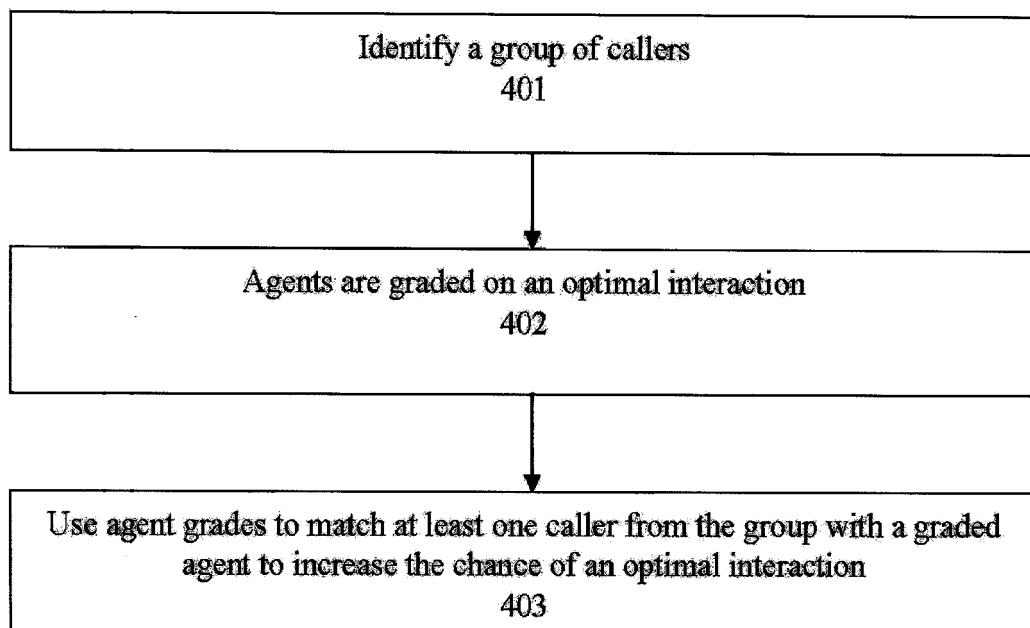 Identify a group of callers
401
Agents are graded on an optimal interaction
402
Use agent grades to match at least one caller from the group with a graded
agent to increase the chance of an optimal interaction
403